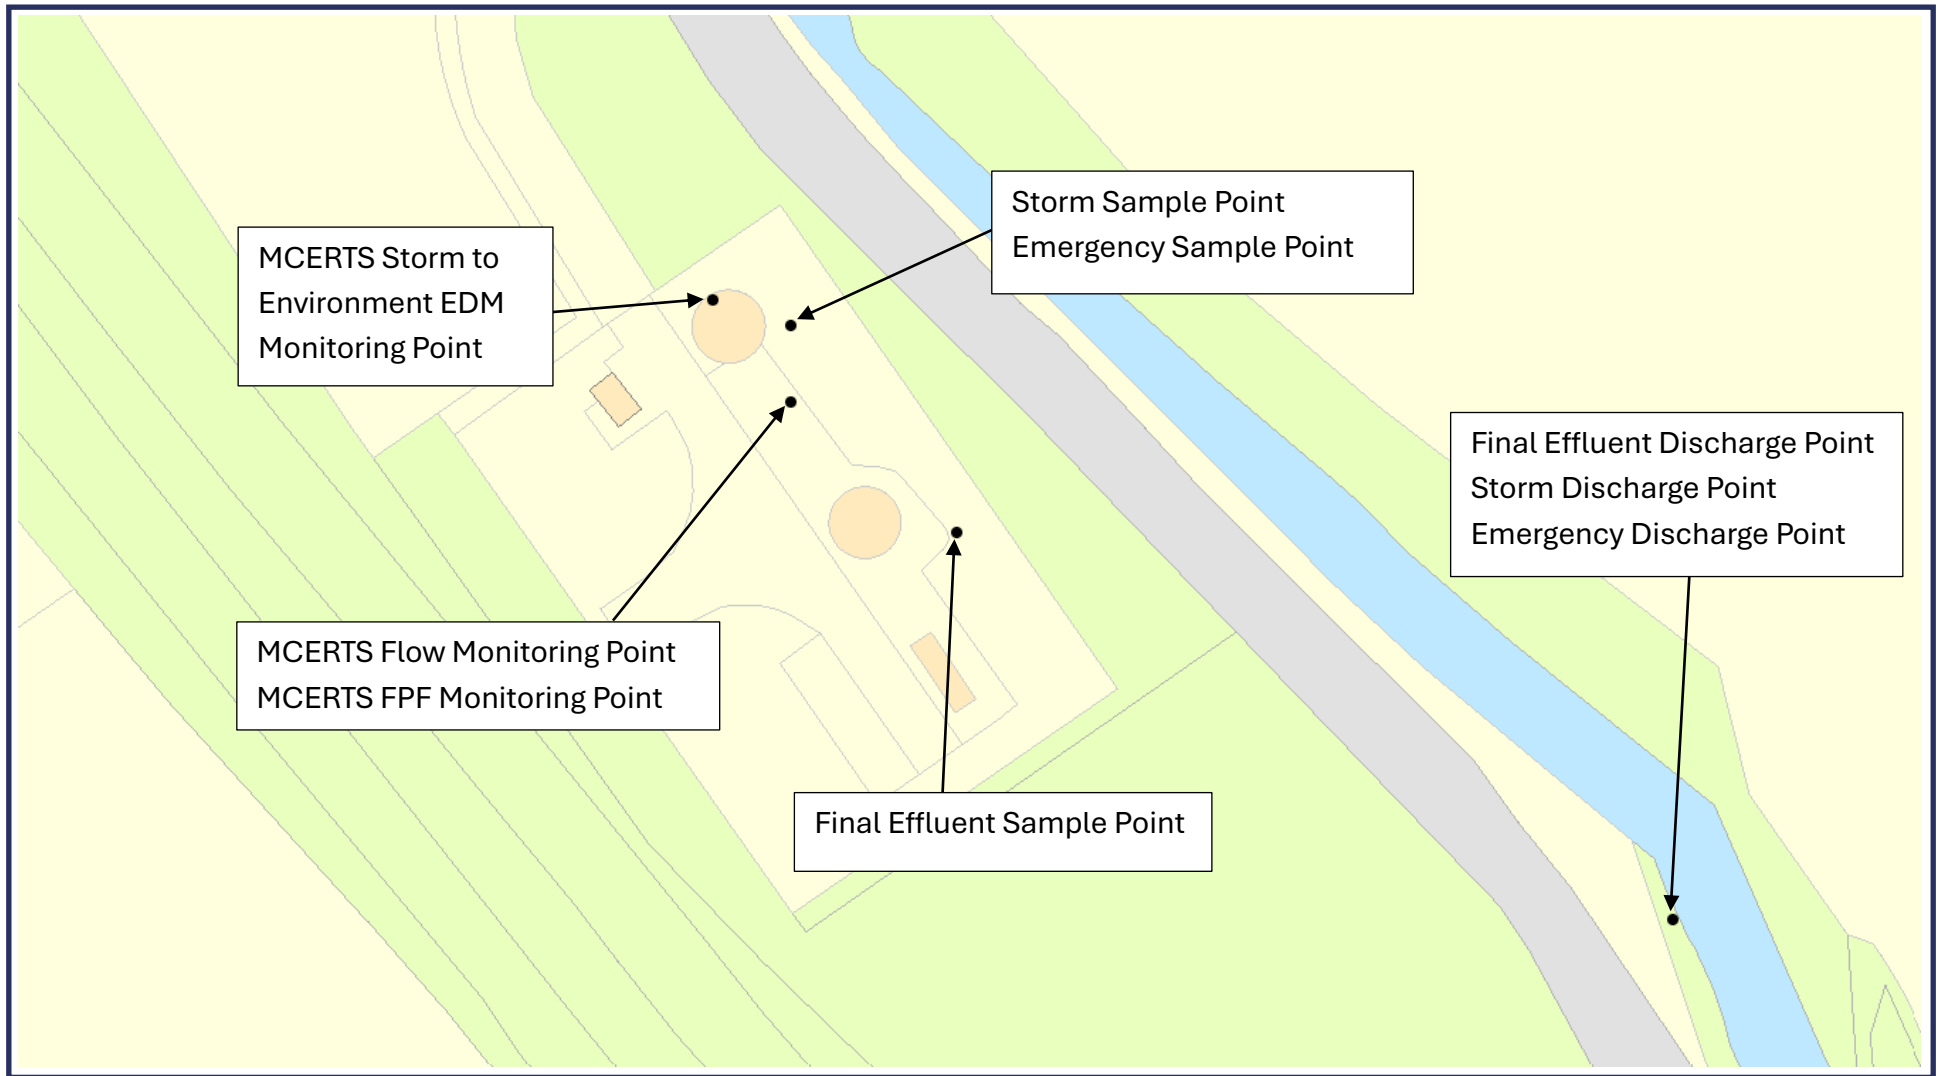 Storm Sample Point
Emergency Sample Point
MCERTS Storm to
Environment EDM
Monitoring Point
Final Effluent Discharge Point
Storm Discharge Point
Emergency Discharge Point
MCERTS Flow Monitoring Point
MCERTS FPF Monitoring Point
Final Effluent Sample Point